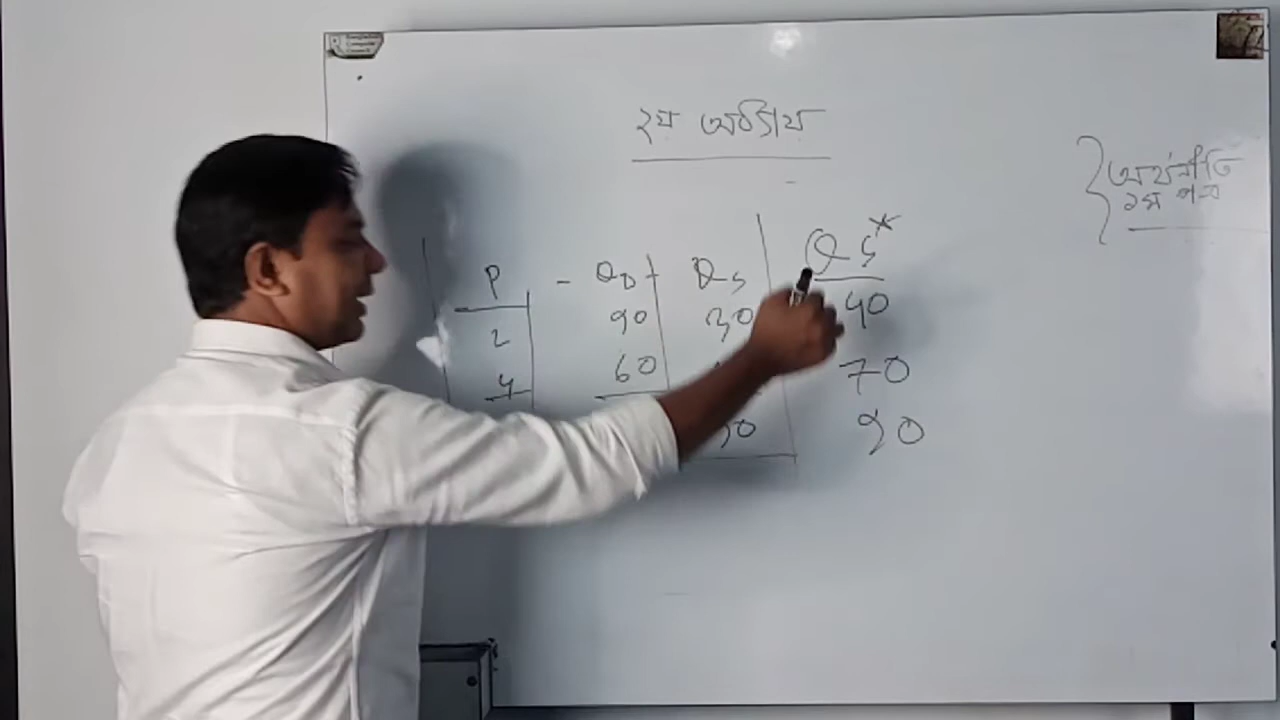 ২য় অধ্যায়
অর্থনীতি
১ম পত্র
P - QD QS QS*
2 90 30 40
4 60 70
90